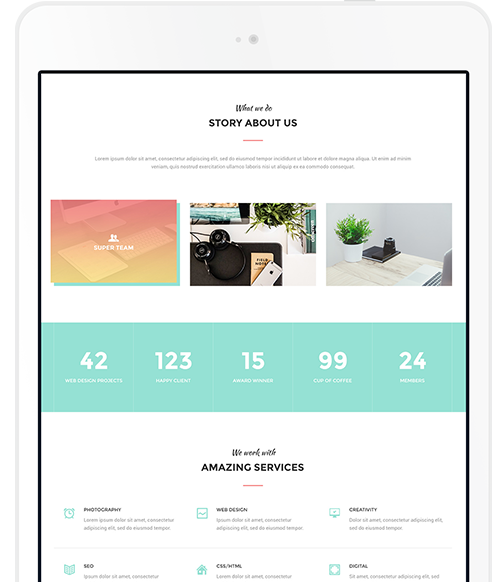 What we do
STORY ABOUT US
Lorem ipsum dolor sit amet, consectetur adipiscing elit, sed do eiusmod tempor incididunt ut labore et dolore magna aliqua. Ut enim ad minim
veniam, quis nostrud exercitation ullamco laboris nisi ut aliquip ex ea commodo consequat.
SUPER TEAM
FIELD NOTES
42
WEB DESIGN PROJECTS
123
HAPPY CLIENT
15
AWARD WINNER
99
CUP OF COFFEE
24
MEMBERS
We work with
AMAZING SERVICES
PHOTOGRAPHY
Lorem ipsum dolor sit amet, consectetur
adipiscing elit, sed do eiusmod tempor.
WEB DESIGN
Lorem ipsum dolor sit amet, consectetur
adipiscing elit, sed do eiusmod tempor.
CREATIVITY
Dolor sit amet, consectetur adipiscing elit,
sed do eiusmod tempor.
SEO
Ipsum dolor sit amet, consectetur
CSS/HTML
Lorem ipsum dolor sit amet,
DIGITAL
Sit amet, consectetur adipiscing elit, sed